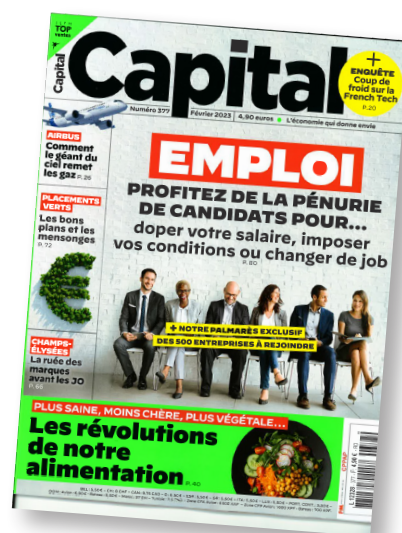 LES M
TOP
ventes
Capital
Capital
+
ENQUÊTE
Coup de
froid sur la
French Tech
P.20
Numéro 377 Février 2023 4,90 euros L'économie qui donne envie
AIRBUS
Comment
le géant du
ciel remet
les gaz P. 26
EMPLOI
PROFITEZ DE LA PÉNURIE
DE CANDIDATS POUR...
doper votre salaire, imposer
vos conditions ou changer de job
P. 80
PLACEMENTS
VERTS
Les bons
plans et les
mensonges
P. 72
€
+ NOTRE PALMARÈS EXCLUSIF
DES 500 ENTREPRISES À REJOINDRE
CHAMPS-
ÉLYSÉES
La ruée des
marques
avant les JO
P. 66
PLUS SAINE, MOINS CHÈRE, PLUS VÉGÉTALE...
Les révolutions
de notre
alimentation P. 40